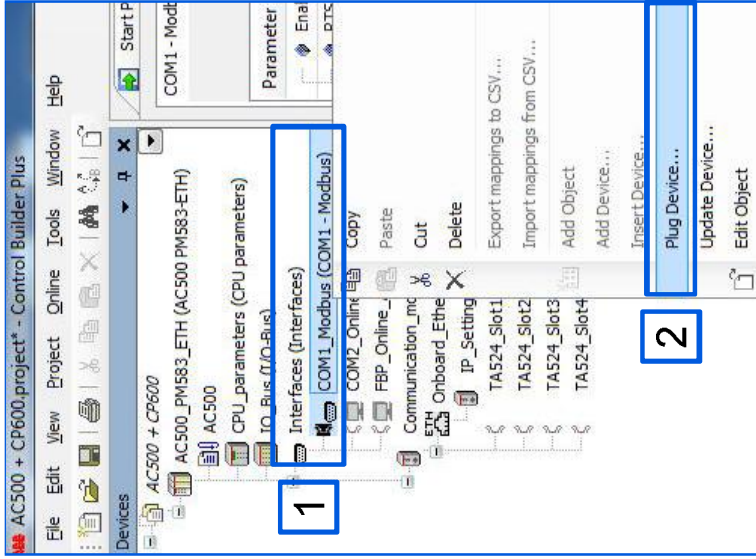 ABB AC500 + CP600.project* - Control Builder Plus
File Edit View Project Online Tools Window Help
Devices
AC500 + CP600
AC500_PM583_ETH (AC500 PM583-ETH)
AC500
CPU_parameters (CPU parameters)
IO_Bus (I/O-Bus)
Interfaces (Interfaces)
COM1_Modbus (COM1 - Modbus)
COM2_Online
FBP_Online_
Communication_mo
Onboard_Ethe
IP_Setting
TA524_Slot1
TA524_Slot2
TA524_Slot3
TA524_Slot4
1
Start P
COM1 - Modb
Parameter
Enal
RTS
Copy
Paste
Cut
Delete
Export mappings to CSV...
Import mappings from CSV...
Add Object
Add Device...
Insert Device...
Plug Device...
Update Device...
Edit Object
2